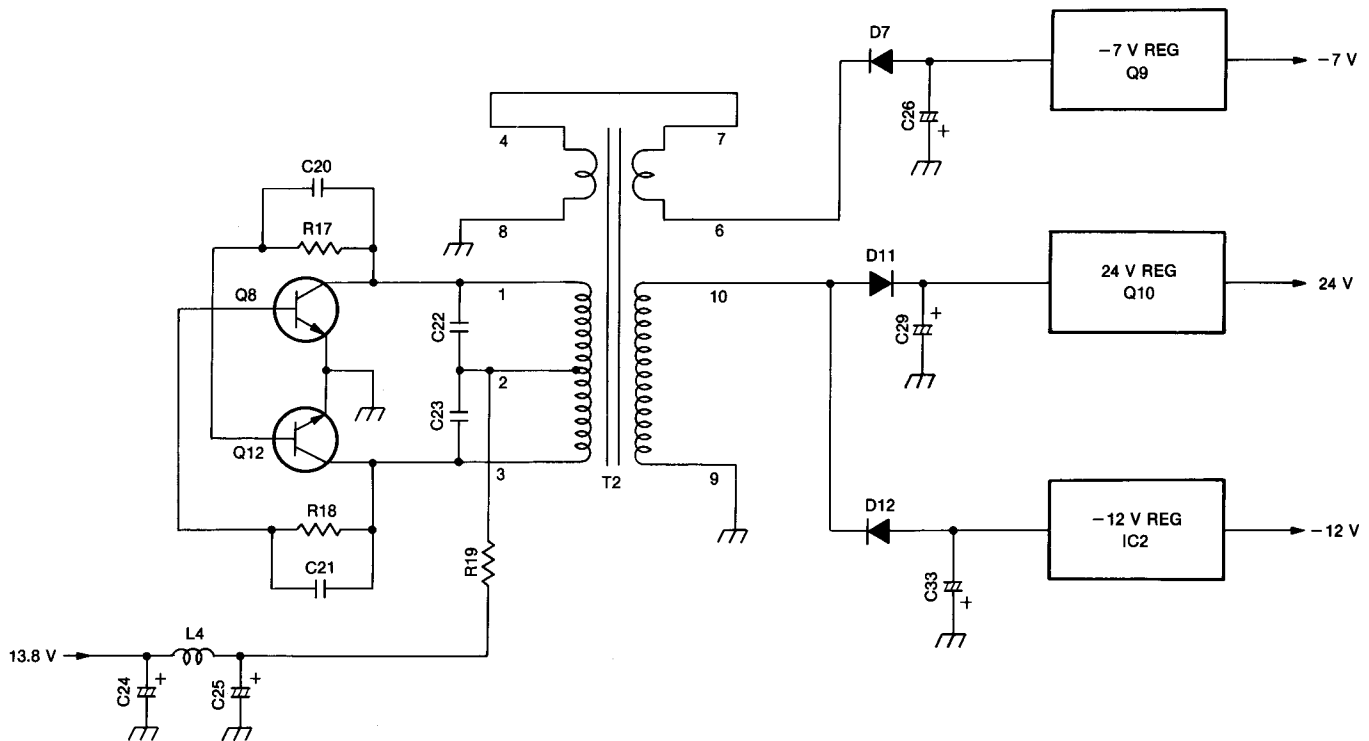 D7
−7 V REG
Q9
−7 V
C26
+
4
7
8
6
C20
R17
Q8
1
C22
2
C23
Q12
3
R18
C21
R19
T2
10
9
D11
C29
+
24 V REG
Q10
24 V
D12
C33
+
−12 V REG
IC2
−12 V
13.8 V
L4
C24
+
C25
+